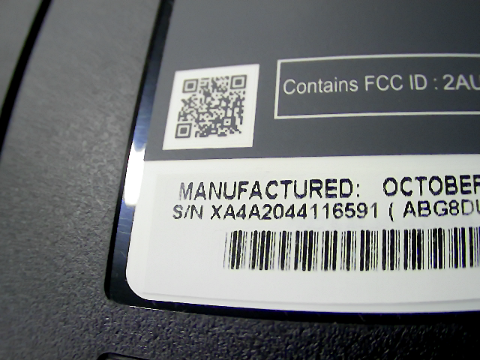 Contains FCC ID : 2AU
MANUFACTURED: OCTOBER
S/N XA4A2044116591 ( ABG8DU